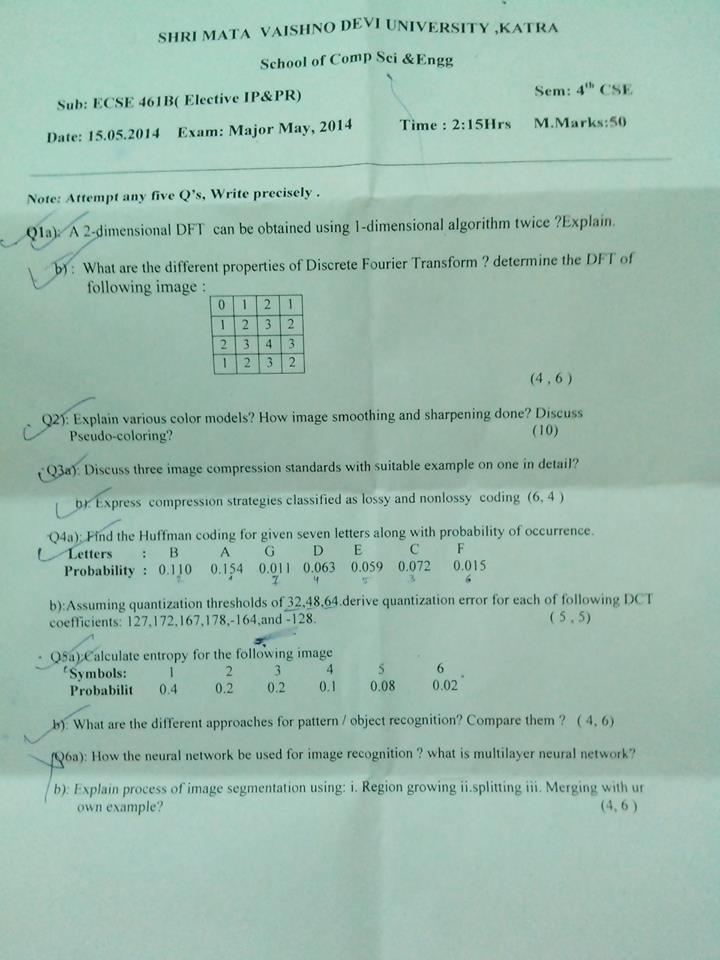 SHRI MATA VAISHNO DEVI UNIVERSITY ,KATRA
School of Comp Sci &Engg
Sub: ECSE 461B( Elective IP&PR) Sem: 4th CSE
Date: 15.05.2014 Exam: Major May, 2014 Time : 2:15Hrs M.Marks:50
Note: Attempt any five Q's, Write precisely .
Q1a): A 2-dimensional DFT can be obtained using 1-dimensional algorithm twice ?Explain.
b) : What are the different properties of Discrete Fourier Transform ? determine the DFT of
following image :
0 1 2 1
1 2 3 2
2 3 4 3
1 2 3 2
(4 , 6 )
Q2): Explain various color models? How image smoothing and sharpening done? Discuss
Pseudo-coloring? (10)
Q3a): Discuss three image compression standards with suitable example on one in detail?
b): Express compression strategies classified as lossy and nonlossy coding (6, 4 )
Q4a): Find the Huffman coding for given seven letters along with probability of occurrence.
Letters : B A G D E C F
Probability : 0.110 0.154 0.011 0.063 0.059 0.072 0.015
2 1 7 4 5 3 6
b):Assuming quantization thresholds of 32,48,64.derive quantization error for each of following DCT
coefficients: 127,172,167,178,-164,and -128. ( 5 , 5)
Q5a):Calculate entropy for the following image
Symbols: 1 2 3 4 5 6
Probabilit 0.4 0.2 0.2 0.1 0.08 0.02
b): What are the different approaches for pattern / object recognition? Compare them ? ( 4, 6)
Q6a): How the neural network be used for image recognition ? what is multilayer neural network?
b): Explain process of image segmentation using: i. Region growing ii.splitting iii. Merging with ur
own example? (4, 6 )